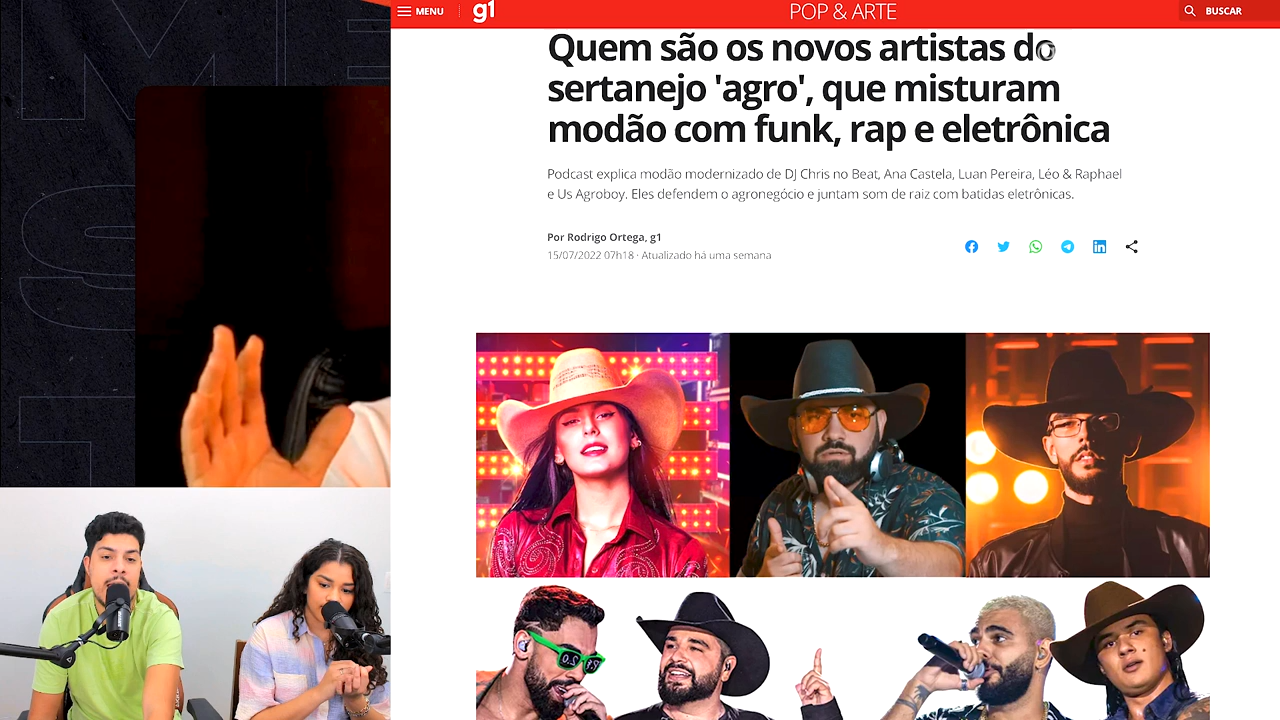 MENU
g1
POP & ARTE
BUSCAR
Quem são os novos artistas do
sertanejo 'agro', que misturam
modão com funk, rap e eletrônica
Podcast explica modão modernizado de DJ Chris no Beat, Ana Castela, Luan Pereira, Léo & Raphael
e Us Agroboy. Eles defendem o agronegócio e juntam som de raiz com batidas eletrônicas.
Por Rodrigo Ortega, g1
15/07/2022 07h18 · Atualizado há uma semana